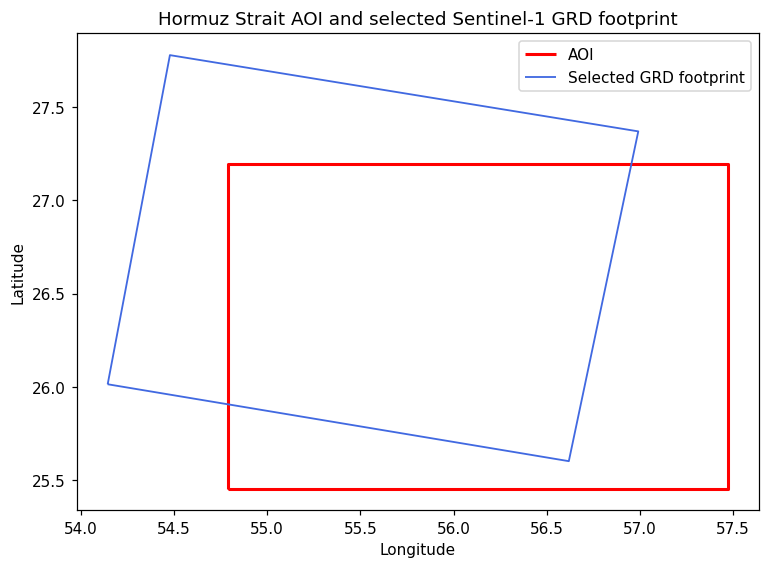 Hormuz Strait AOI and selected Sentinel-1 GRD footprint
AOI
Selected GRD footprint
27.5
27.0
26.5
26.0
25.5
Latitude
54.0 54.5 55.0 55.5 56.0 56.5 57.0 57.5
Longitude